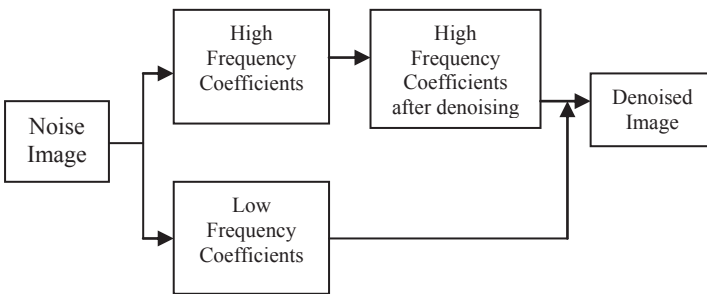 Noise
Image
High
Frequency
Coefficients
High
Frequency
Coefficients
after denoising
Low
Frequency
Coefficients
Denoised
Image